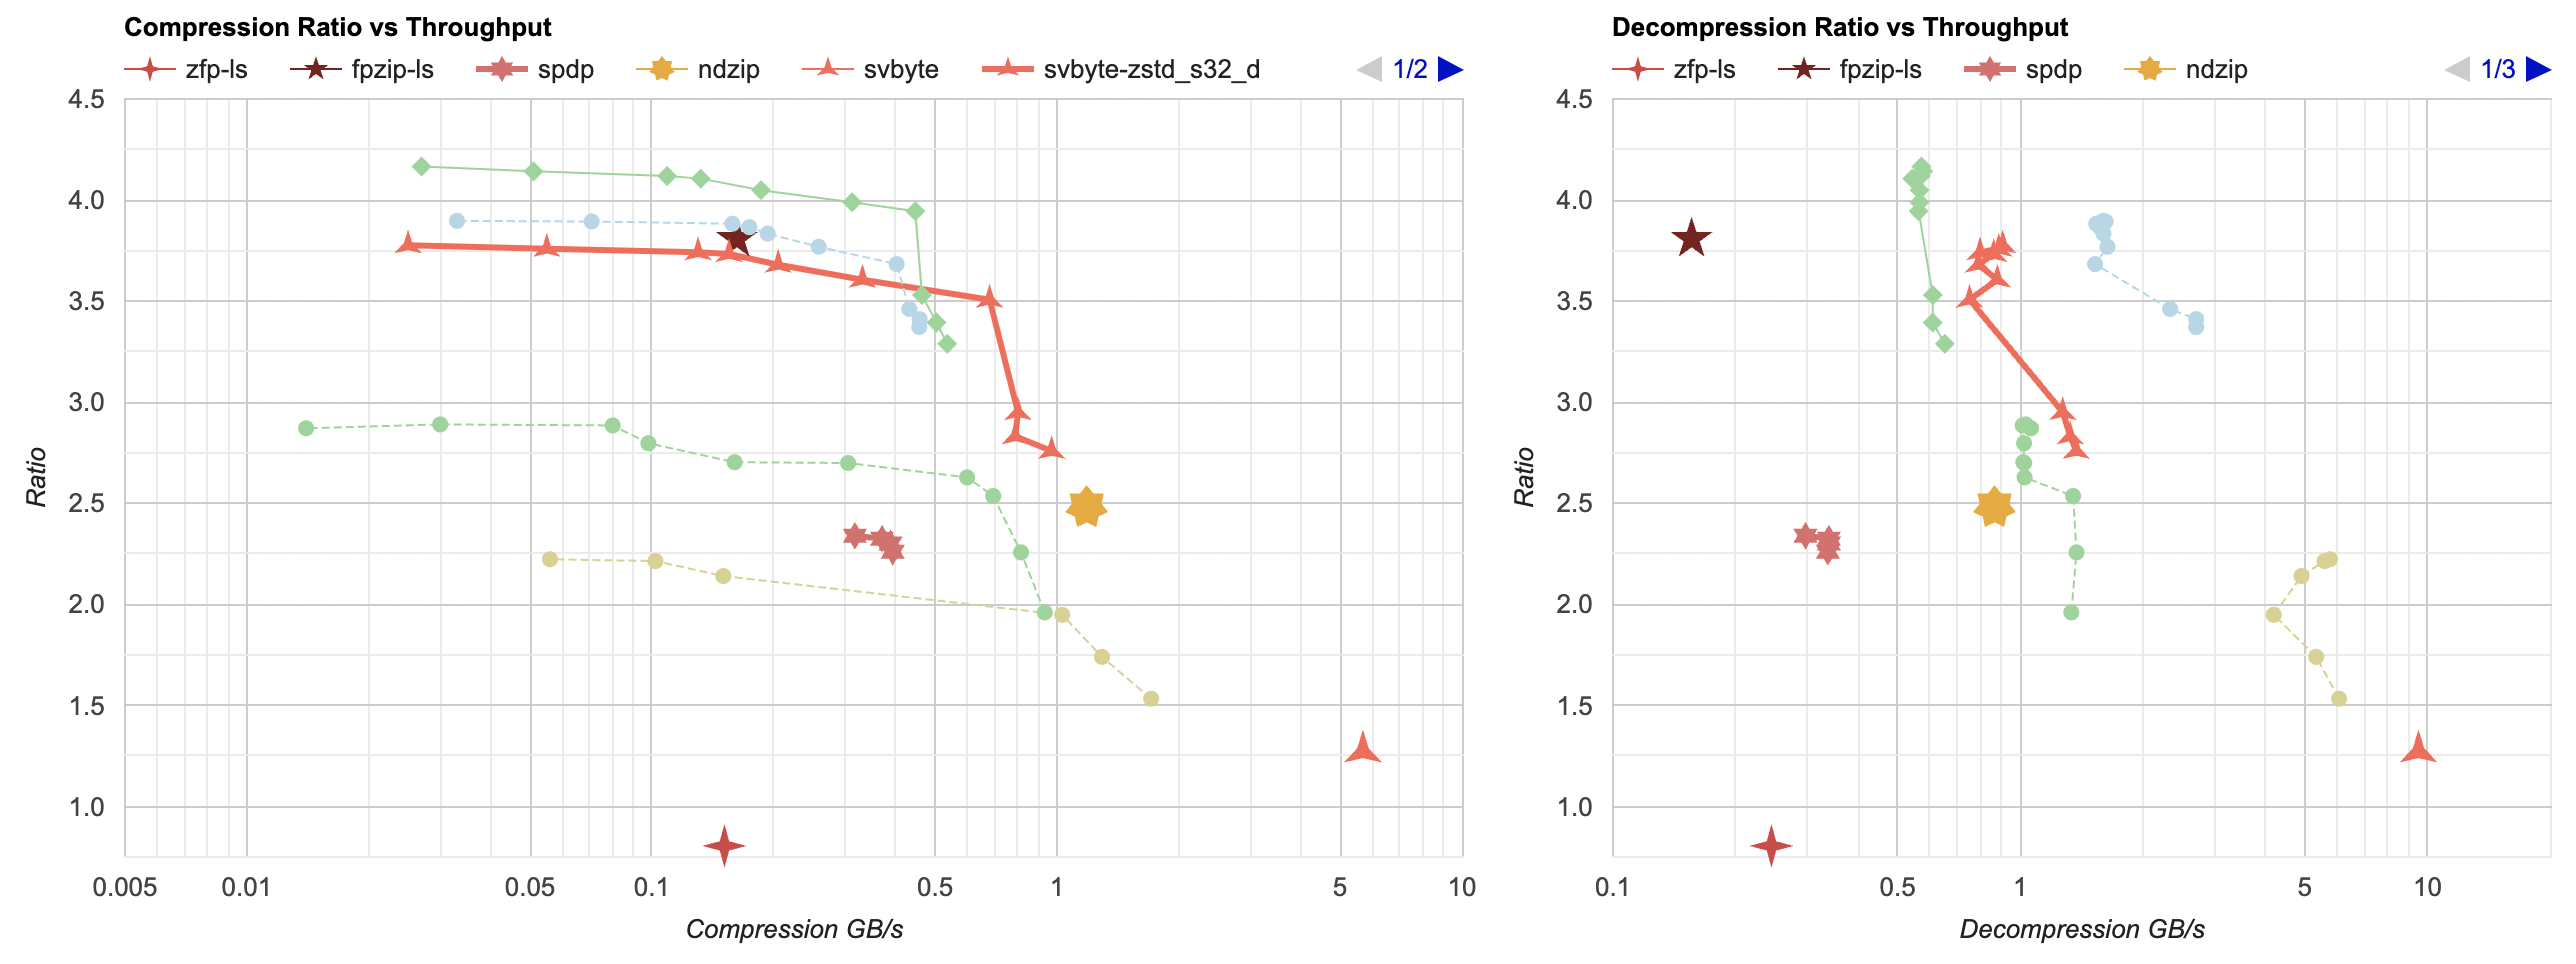 Compression Ratio vs Throughput
zfp-ls fpzip-ls spdp ndzip svbyte svbyte-zstd_s32_d 1/2
4.5
4.0
3.5
3.0
2.5
2.0
1.5
1.0
Ratio
0.005 0.01 0.05 0.1 0.5 1 5 10
Compression GB/s
Decompression Ratio vs Throughput
zfp-ls fpzip-ls spdp ndzip 1/3
4.5
4.0
3.5
3.0
2.5
2.0
1.5
1.0
Ratio
0.1 0.5 1 5 10
Decompression GB/s